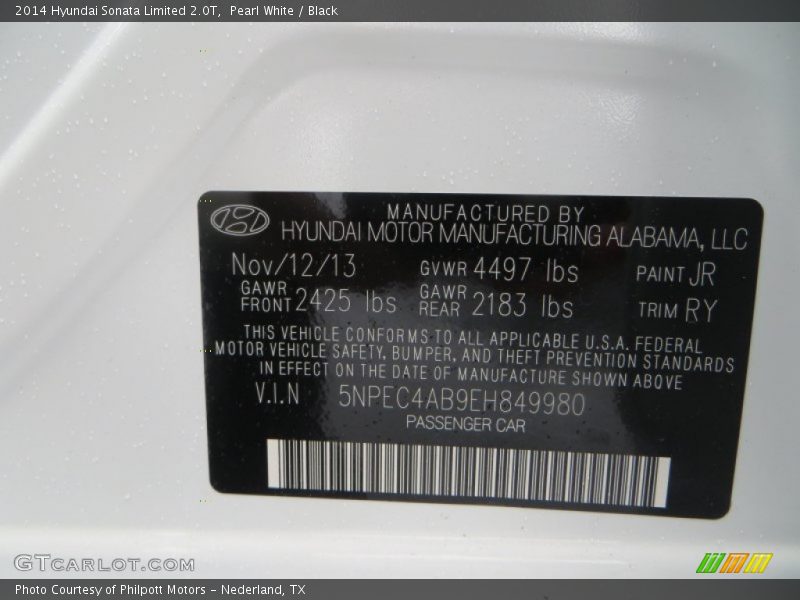 2014 Hyundai Sonata Limited 2.0T, Pearl White / Black
MANUFACTURED BY
HYUNDAI MOTOR MANUFACTURING ALABAMA, LLC
Nov/12/13 GVWR 4497 lbs PAINT JR
GAWR FRONT 2425 lbs GAWR REAR 2183 lbs TRIM RY
THIS VEHICLE CONFORMS TO ALL APPLICABLE U.S.A. FEDERAL
MOTOR VEHICLE SAFETY, BUMPER, AND THEFT PREVENTION STANDARDS
IN EFFECT ON THE DATE OF MANUFACTURE SHOWN ABOVE
V.I.N 5NPEC4AB9EH849980
PASSENGER CAR
GTCARLOT.COM
Photo Courtesy of Philpott Motors - Nederland, TX